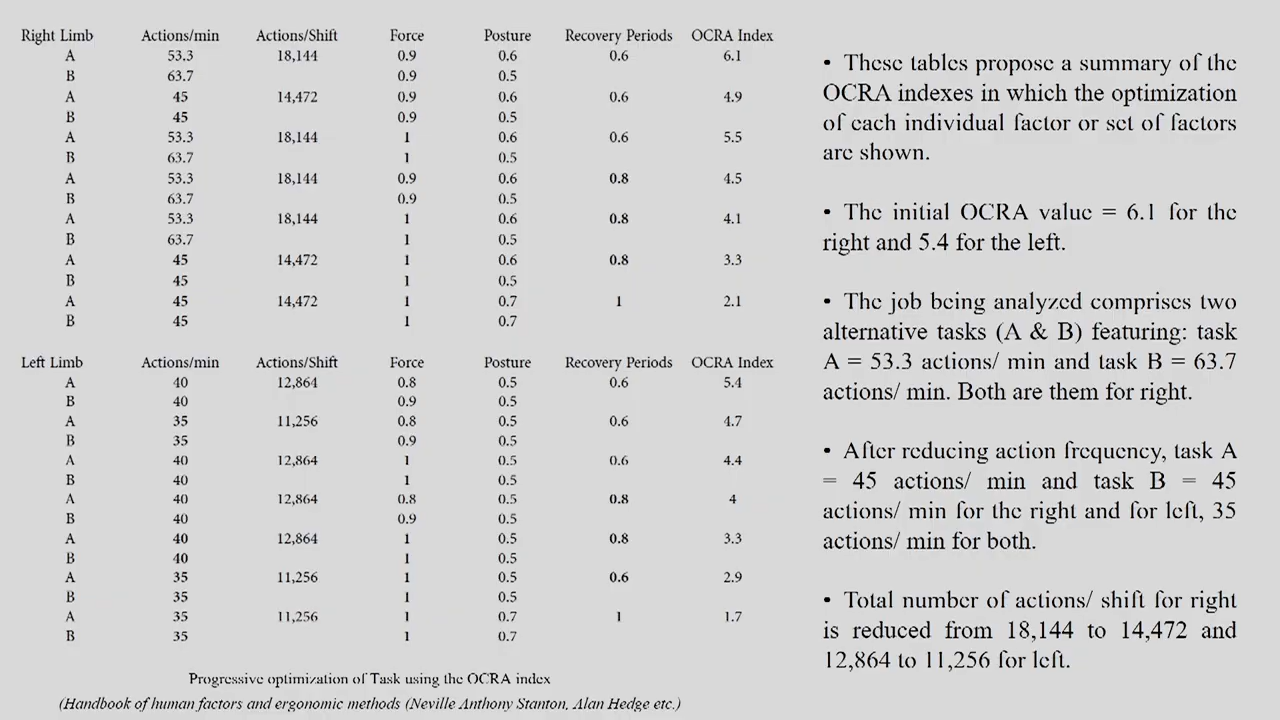 Right Limb Actions/min Actions/Shift Force Posture Recovery Periods OCRA Index
A 53.3 18,144 0.9 0.6 0.6 6.1
B 63.7 0.9 0.5
A 45 14,472 0.9 0.6 0.6 4.9
B 45 0.9 0.5
A 53.3 18,144 1 0.6 0.6 5.5
B 63.7 1 0.5
A 53.3 18,144 0.9 0.6 0.8 4.5
B 63.7 0.9 0.5
A 53.3 18,144 1 0.6 0.8 4.1
B 63.7 1 0.5
A 45 14,472 1 0.6 0.8 3.3
B 45 1 0.5
A 45 14,472 1 0.7 1 2.1
B 45 1 0.7
Left Limb Actions/min Actions/Shift Force Posture Recovery Periods OCRA Index
A 40 12,864 0.8 0.5 0.6 5.4
B 40 0.9 0.5
A 35 11,256 0.8 0.5 0.6 4.7
B 35 0.9 0.5
A 40 12,864 1 0.5 0.6 4.4
B 40 1 0.5
A 40 12,864 0.8 0.5 0.8 4
B 40 0.9 0.5
A 40 12,864 1 0.5 0.8 3.3
B 40 1 0.5
A 35 11,256 1 0.5 0.6 2.9
B 35 1 0.5
A 35 11,256 1 0.7 1 1.7
B 35 1 0.7
Progressive optimization of Task using the OCRA index
(Handbook of human factors and ergonomic methods (Neville Anthony Stanton, Alan Hedge etc.)
• These tables propose a summary of the
OCRA indexes in which the optimization
of each individual factor or set of factors
are shown.
• The initial OCRA value = 6.1 for the
right and 5.4 for the left.
• The job being analyzed comprises two
alternative tasks (A & B) featuring: task
A = 53.3 actions/ min and task B = 63.7
actions/ min. Both are them for right.
• After reducing action frequency, task A
= 45 actions/ min and task B = 45
actions/ min for the right and for left, 35
actions/ min for both.
• Total number of actions/ shift for right
is reduced from 18,144 to 14,472 and
12,864 to 11,256 for left.